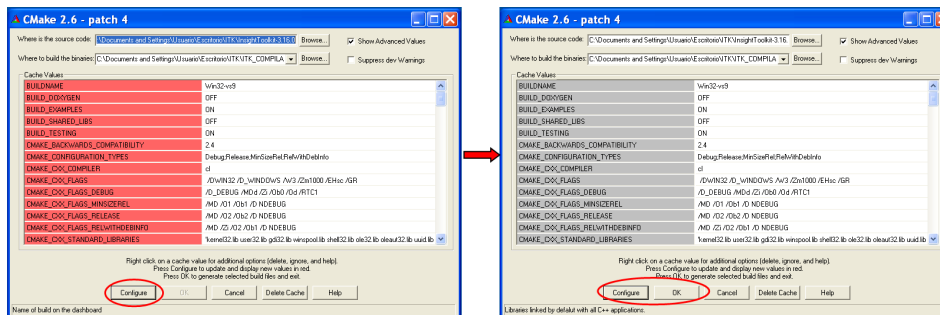 CMake 2.6 - patch 4
Where is the source code: :\Documents and Settings\Usuario\Escritorio\ITK\InsightToolkit-3.16.0 Browse... Show Advanced Values
Where to build the binaries: C:\Documents and Settings\Usuario\Escritorio\ITK\ITK_COMPILA Browse... Suppress dev Warnings
Cache Values
BUILDNAME Win32-vs9
BUILD_DOXYGEN OFF
BUILD_EXAMPLES ON
BUILD_SHARED_LIBS OFF
BUILD_TESTING ON
CMAKE_BACKWARDS_COMPATIBILITY 2.4
CMAKE_CONFIGURATION_TYPES Debug;Release;MinSizeRel;RelWithDebInfo
CMAKE_CXX_COMPILER cl
CMAKE_CXX_FLAGS /DWIN32 /D_WINDOWS /W3 /Zm1000 /EHsc /GR
CMAKE_CXX_FLAGS_DEBUG /D_DEBUG /MDd /Zi /Ob0 /Od /RTC1
CMAKE_CXX_FLAGS_MINSIZEREL /MD /O1 /Ob1 /D NDEBUG
CMAKE_CXX_FLAGS_RELEASE /MD /O2 /Ob2 /D NDEBUG
CMAKE_CXX_FLAGS_RELWITHDEBINFO /MD /Zi /O2 /Ob1 /D NDEBUG
CMAKE_CXX_STANDARD_LIBRARIES kernel32.lib user32.lib gdi32.lib winspool.lib shell32.lib ole32.lib oleaut32.lib uuid.lib
Right click on a cache value for additional options (delete, ignore, and help).
Press Configure to update and display new values in red.
Press OK to generate selected build files and exit.
Configure OK Cancel Delete Cache Help
Name of build on the dashboard
CMake 2.6 - patch 4
Where is the source code: C:\Documents and Settings\Usuario\Escritorio\ITK\InsightToolkit-3.16. Browse... Show Advanced Values
Where to build the binaries: C:\Documents and Settings\Usuario\Escritorio\ITK\ITK_COMPILA Browse... Suppress dev Warnings
Cache Values
BUILDNAME Win32-vs9
BUILD_DOXYGEN OFF
BUILD_EXAMPLES ON
BUILD_SHARED_LIBS OFF
BUILD_TESTING ON
CMAKE_BACKWARDS_COMPATIBILITY 2.4
CMAKE_CONFIGURATION_TYPES Debug;Release;MinSizeRel;RelWithDebInfo
CMAKE_CXX_COMPILER cl
CMAKE_CXX_FLAGS /DWIN32 /D_WINDOWS /W3 /Zm1000 /EHsc /GR
CMAKE_CXX_FLAGS_DEBUG /D_DEBUG /MDd /Zi /Ob0 /Od /RTC1
CMAKE_CXX_FLAGS_MINSIZEREL /MD /O1 /Ob1 /D NDEBUG
CMAKE_CXX_FLAGS_RELEASE /MD /O2 /Ob2 /D NDEBUG
CMAKE_CXX_FLAGS_RELWITHDEBINFO /MD /Zi /O2 /Ob1 /D NDEBUG
CMAKE_CXX_STANDARD_LIBRARIES kernel32.lib user32.lib gdi32.lib winspool.lib shell32.lib ole32.lib oleaut32.lib uuid.lib
Right click on a cache value for additional options (delete, ignore, and help).
Press Configure to update and display new values in red.
Press OK to generate selected build files and exit.
Configure OK Cancel Delete Cache Help
Libraries linked by defalut with all C++ applications.